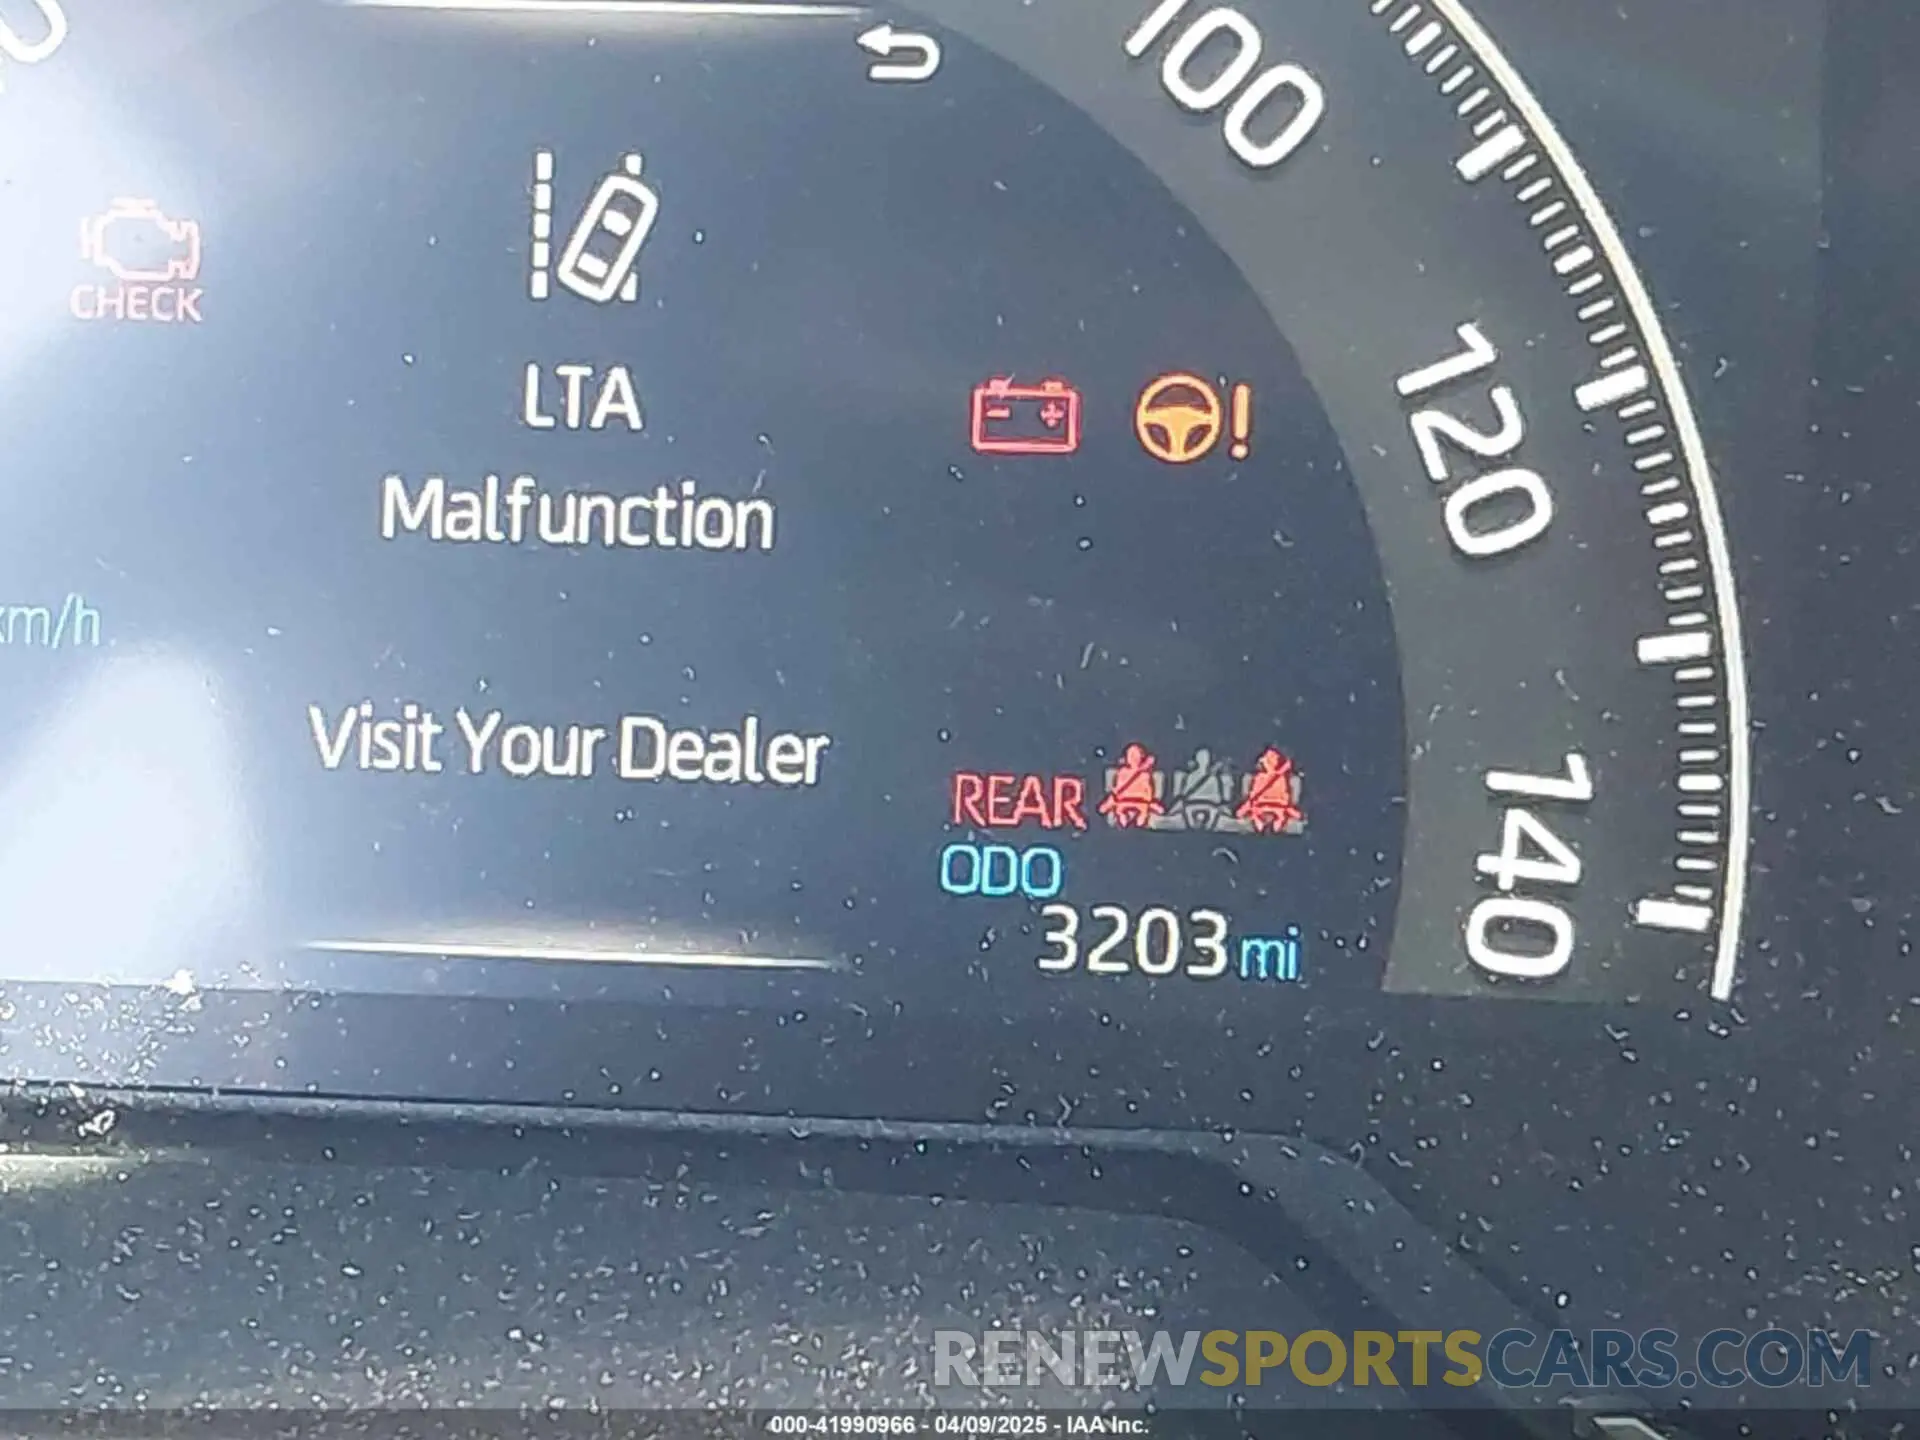 100
CHECK
LTA
120
Malfunction
km/h
Visit Your Dealer
REAR
140
ODO
3203 mi
RENEWSPORTSCARS.COM
000-41990966 - 04/09/2025 - IAA Inc.